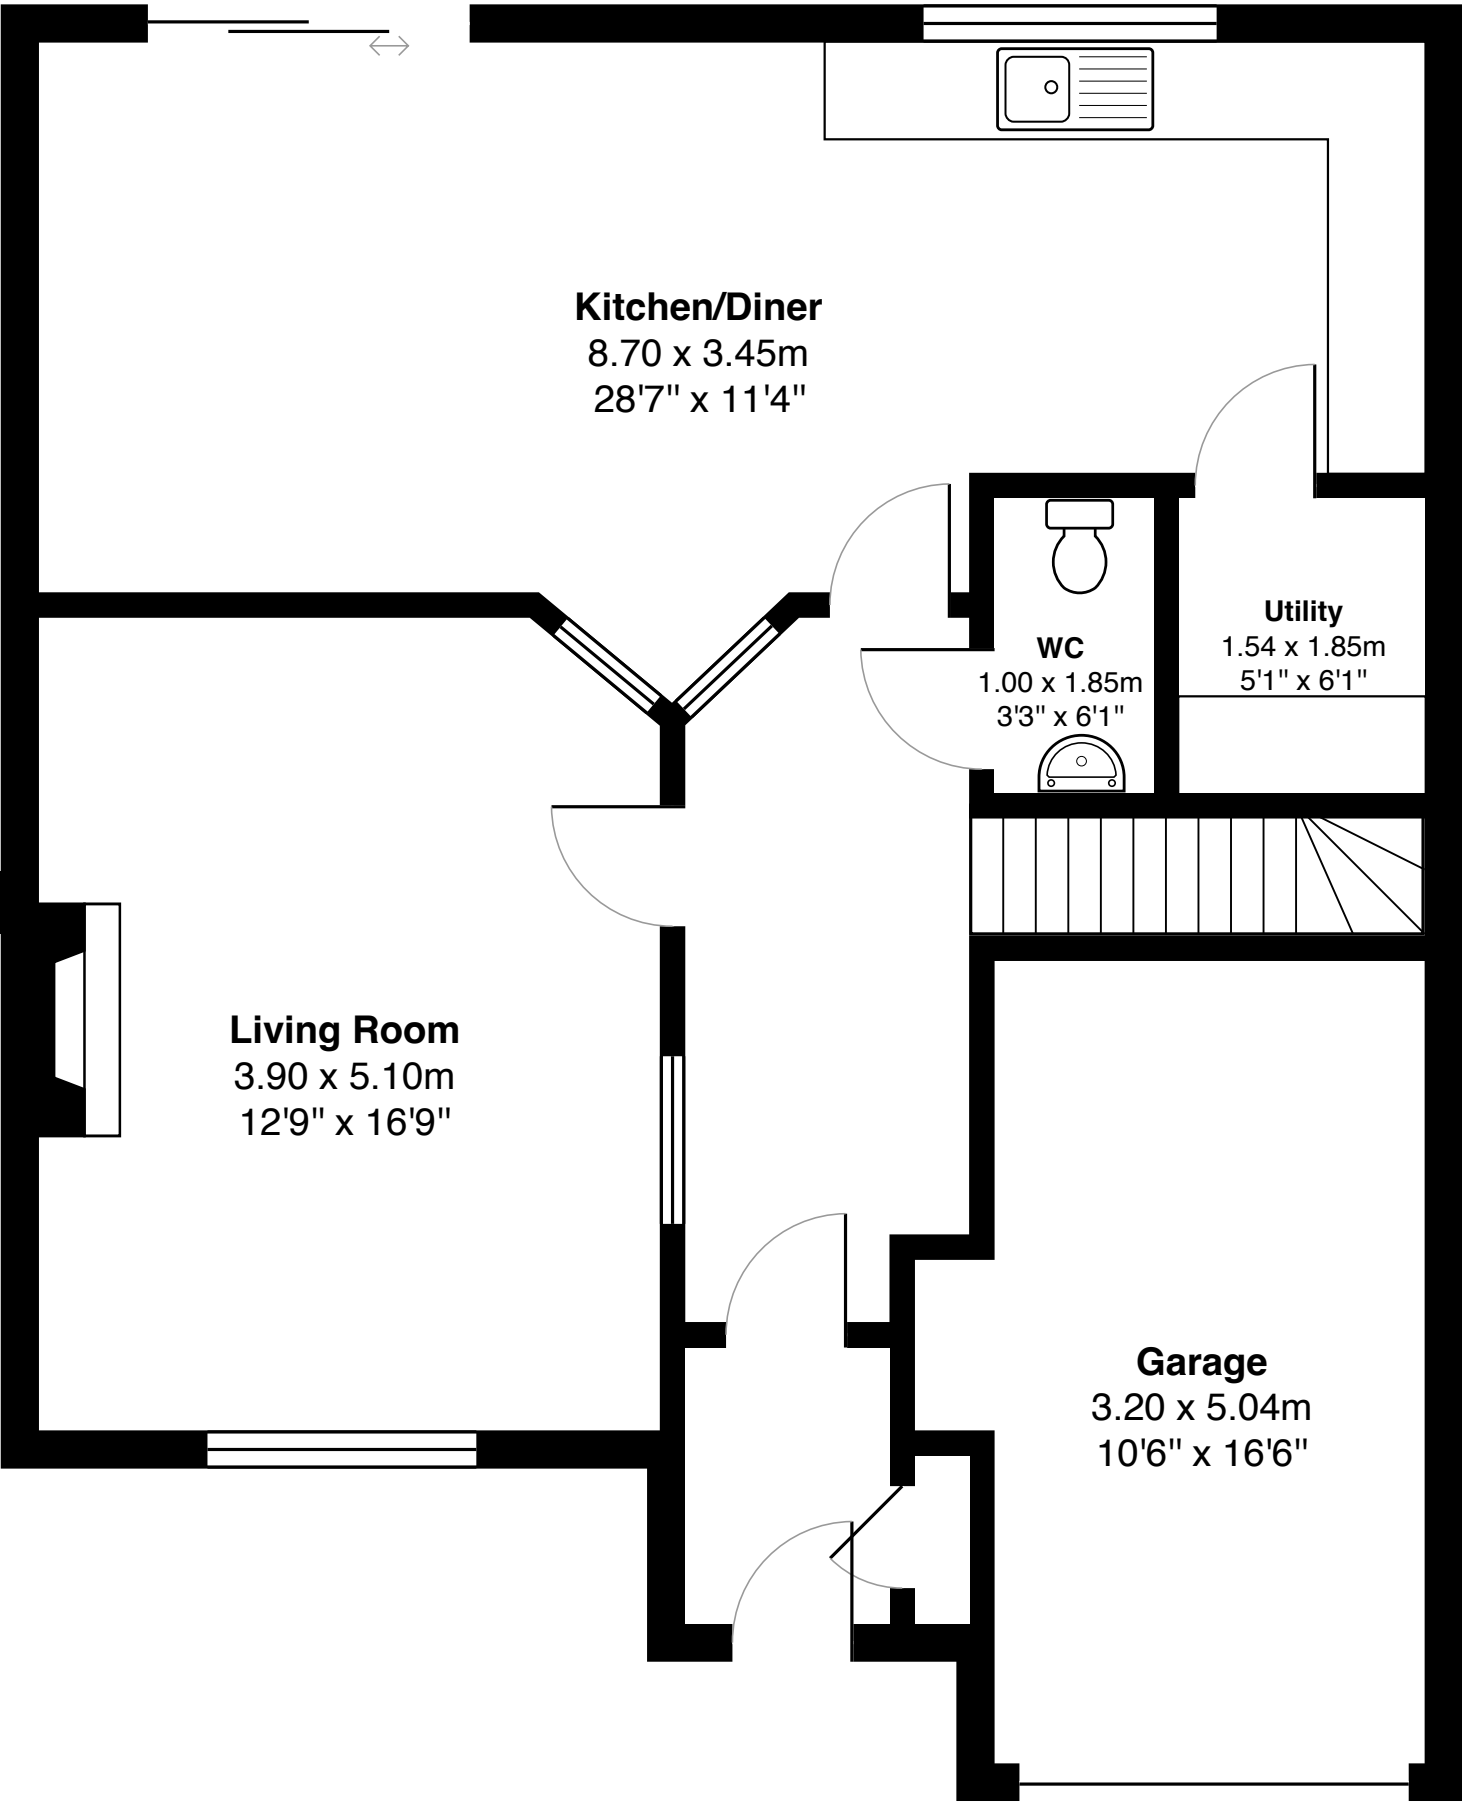 Kitchen/Diner
8.70 x 3.45m
28'7" x 11'4"
Utility
1.54 x 1.85m
5'1" x 6'1"
WC
1.00 x 1.85m
3'3" x 6'1"
Living Room
3.90 x 5.10m
12'9" x 16'9"
Garage
3.20 x 5.04m
10'6" x 16'6"